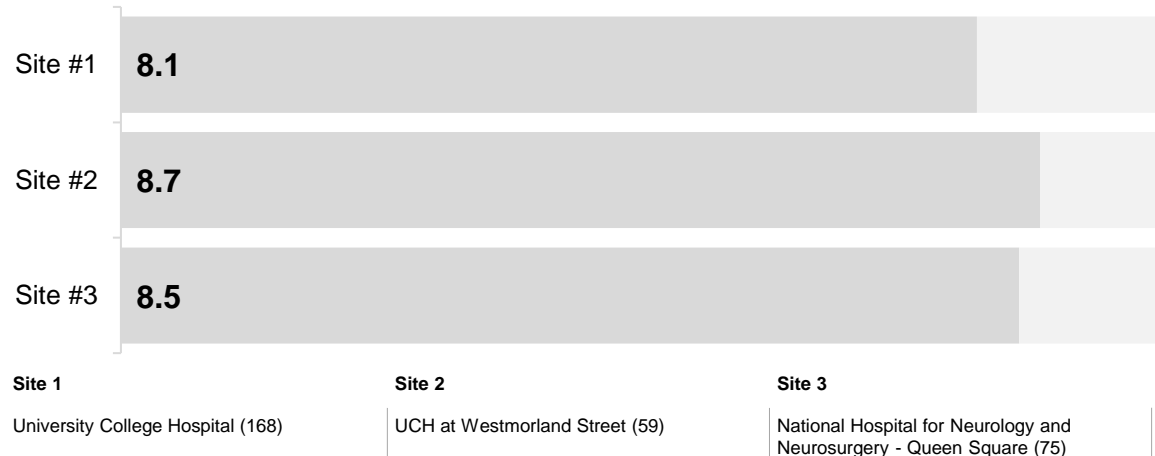 Site #1
8.1
Site #2
8.7
Site #3
8.5
Site 1
Site 2
Site 3
University College Hospital (168)
UCH at Westmorland Street (59)
National Hospital for Neurology and
Neurosurgery - Queen Square (75)